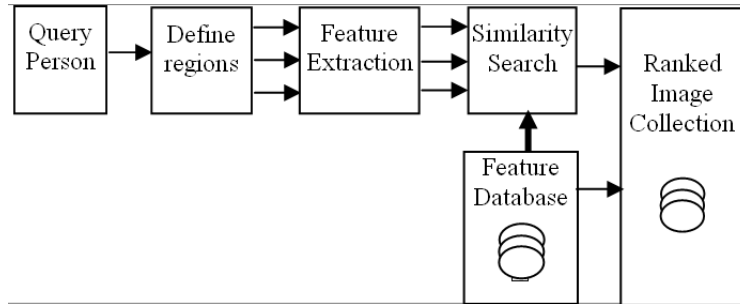 Query
Person
Define
regions
Feature
Extraction
Similarity
Search
Ranked
Image
Collection
Feature
Database